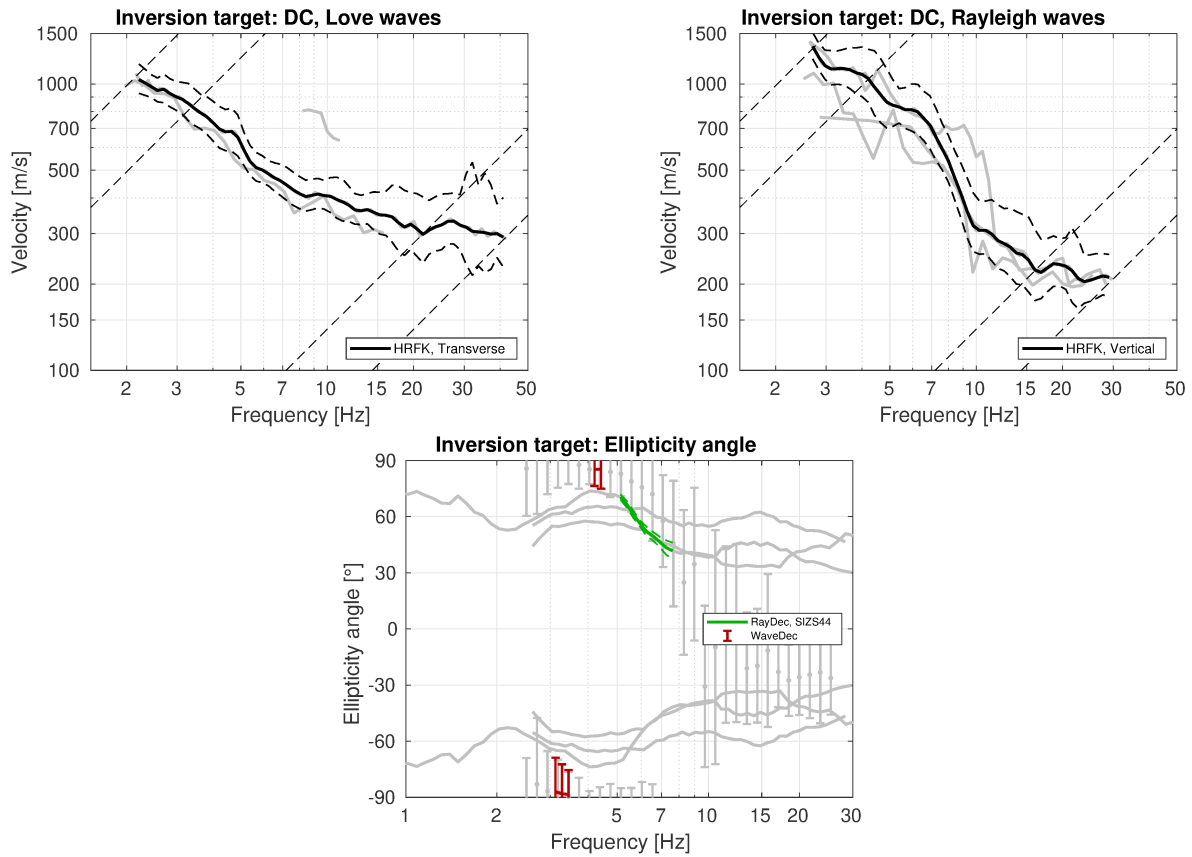 Inversion target: DC, Love waves
1500
1000
700
500
300
200
150
100
Velocity [m/s]
2 3 5 7 10 15 20 30 50
Frequency [Hz]
HRFK, Transverse
Inversion target: DC, Rayleigh waves
1500
1000
700
500
300
200
150
100
Velocity [m/s]
2 3 5 7 10 15 20 30 50
Frequency [Hz]
HRFK, Vertical
Inversion target: Ellipticity angle
90
60
30
0
-30
-60
-90
Ellipticity angle [°]
1 2 5 7 10 15 20 30
Frequency [Hz]
RayDec, SIZS44
WaveDec